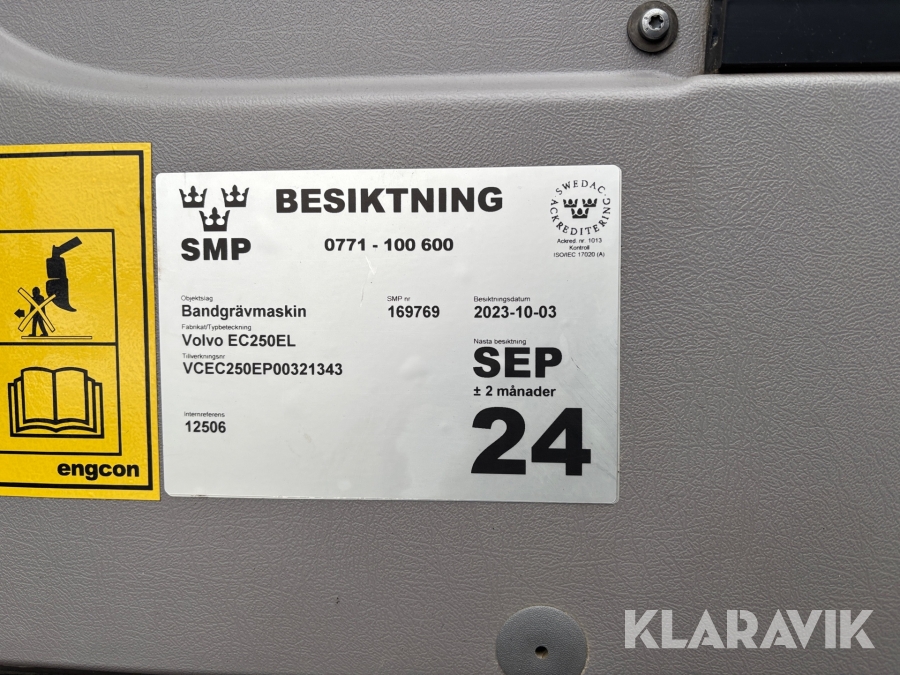 BESIKTNING
SMP
0771 - 100 600
SWEDAC
ACKREDITERING
Ackred. nr. 1013
Kontroll
ISO/IEC 17020 (A)
Objektslag
Bandgrävmaskin
SMP nr
169769
Besiktningsdatum
2023-10-03
Fabrikat/Typbeteckning
Volvo EC250EL
Tillverkningsnr
VCEC250EP00321343
Nästa besiktning
SEP
± 2 månader
24
Internreferens
12506
engcon
KLARAVIK